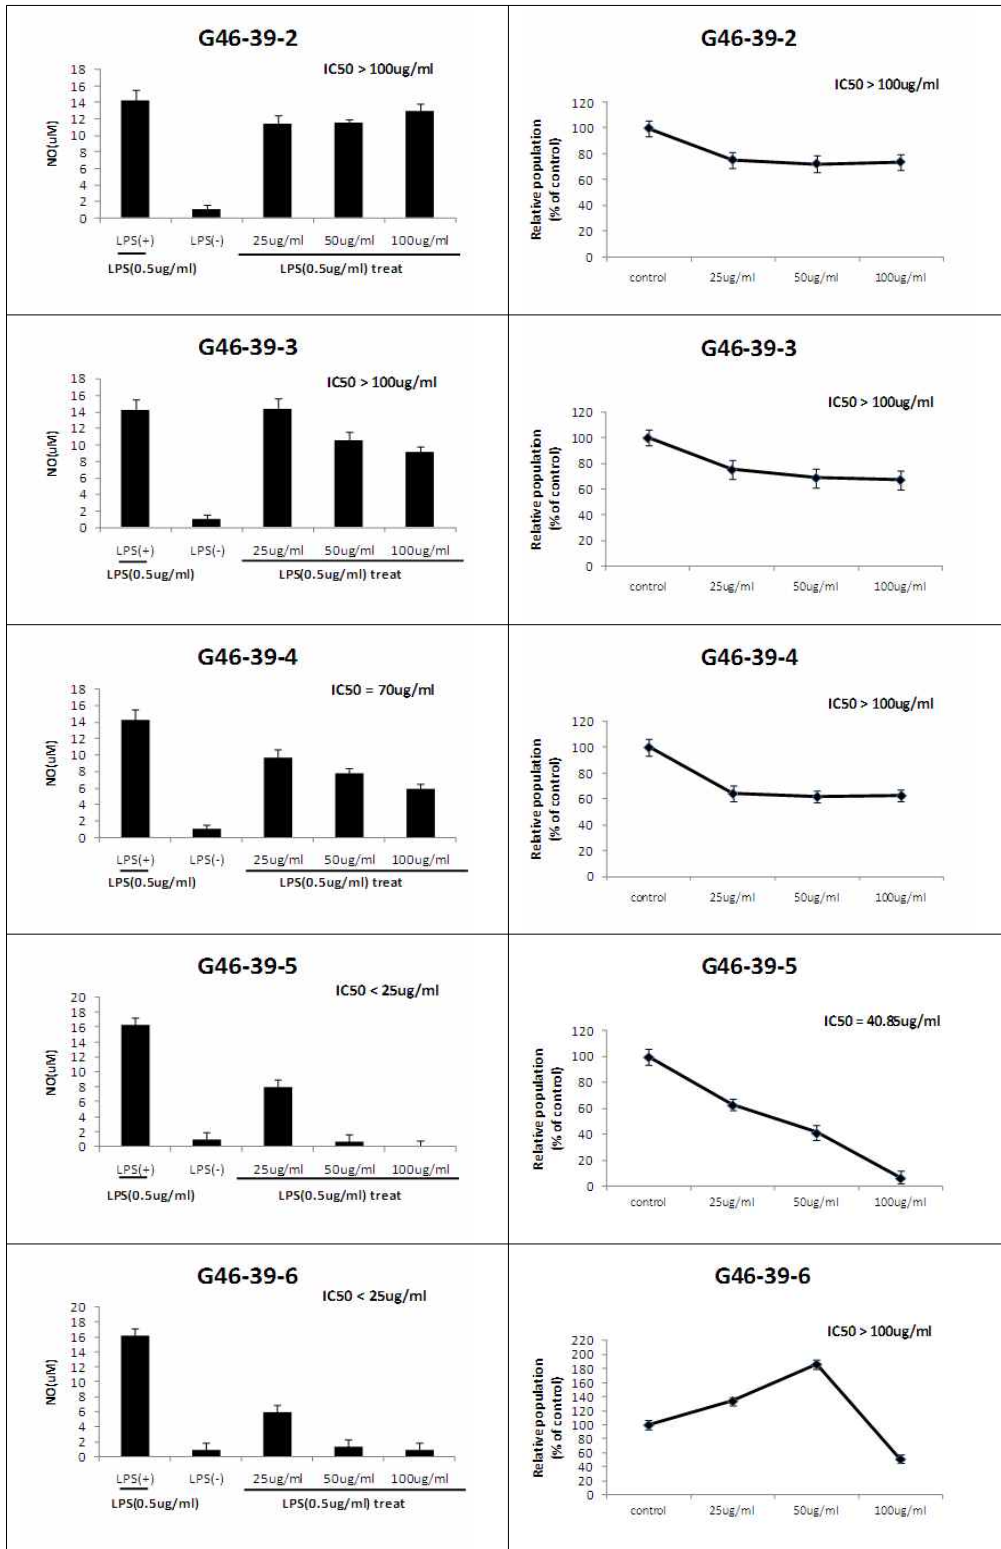 G46-39-2
IC50 > 100ug/ml
18
16
14
12
10
8
6
4
2
0
NO(uM)
LPS(+) LPS(-) 25ug/ml 50ug/ml 100ug/ml
LPS(0.5ug/ml) LPS(0.5ug/ml) treat
G46-39-2
IC50 > 100ug/ml
120
100
80
60
40
20
0
Relative population
(% of control)
control 25ug/ml 50ug/ml 100ug/ml
G46-39-3
IC50 > 100ug/ml
18
16
14
12
10
8
6
4
2
0
NO(uM)
LPS(+) LPS(-) 25ug/ml 50ug/ml 100ug/ml
LPS(0.5ug/ml) LPS(0.5ug/ml) treat
G46-39-3
IC50 > 100ug/ml
120
100
80
60
40
20
0
Relative population
(% of control)
control 25ug/ml 50ug/ml 100ug/ml
G46-39-4
IC50 = 70ug/ml
18
16
14
12
10
8
6
4
2
0
NO(uM)
LPS(+) LPS(-) 25ug/ml 50ug/ml 100ug/ml
LPS(0.5ug/ml) LPS(0.5ug/ml) treat
G46-39-4
IC50 > 100ug/ml
120
100
80
60
40
20
0
Relative population
(% of control)
control 25ug/ml 50ug/ml 100ug/ml
G46-39-5
IC50 < 25ug/ml
20
18
16
14
12
10
8
6
4
2
0
NO(uM)
LPS(+) LPS(-) 25ug/ml 50ug/ml 100ug/ml
LPS(0.5ug/ml) LPS(0.5ug/ml) treat
G46-39-5
IC50 = 40.85ug/ml
120
100
80
60
40
20
0
Relative population
(% of control)
control 25ug/ml 50ug/ml 100ug/ml
G46-39-6
IC50 < 25ug/ml
20
18
16
14
12
10
8
6
4
2
0
NO(uM)
LPS(+) LPS(-) 25ug/ml 50ug/ml 100ug/ml
LPS(0.5ug/ml) LPS(0.5ug/ml) treat
G46-39-6
IC50 > 100ug/ml
220
200
180
160
140
120
100
80
60
40
20
0
Relative population
(% of control)
control 25ug/ml 50ug/ml 100ug/ml